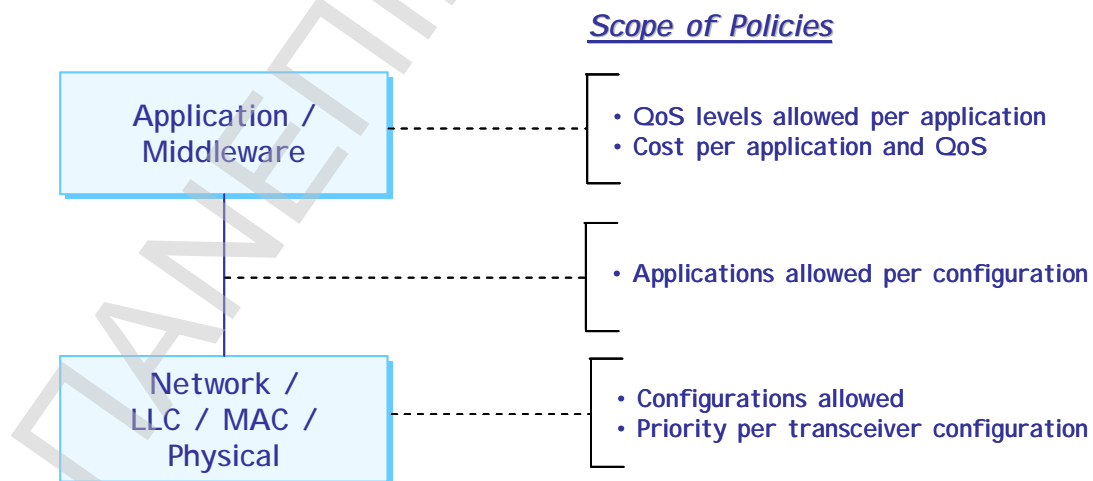 Scope of Policies
Application /
Middleware
• QoS levels allowed per application
• Cost per application and QoS
• Applications allowed per configuration
Network /
LLC / MAC /
Physical
• Configurations allowed
• Priority per transceiver configuration
ΠΑΝΕΠΙ